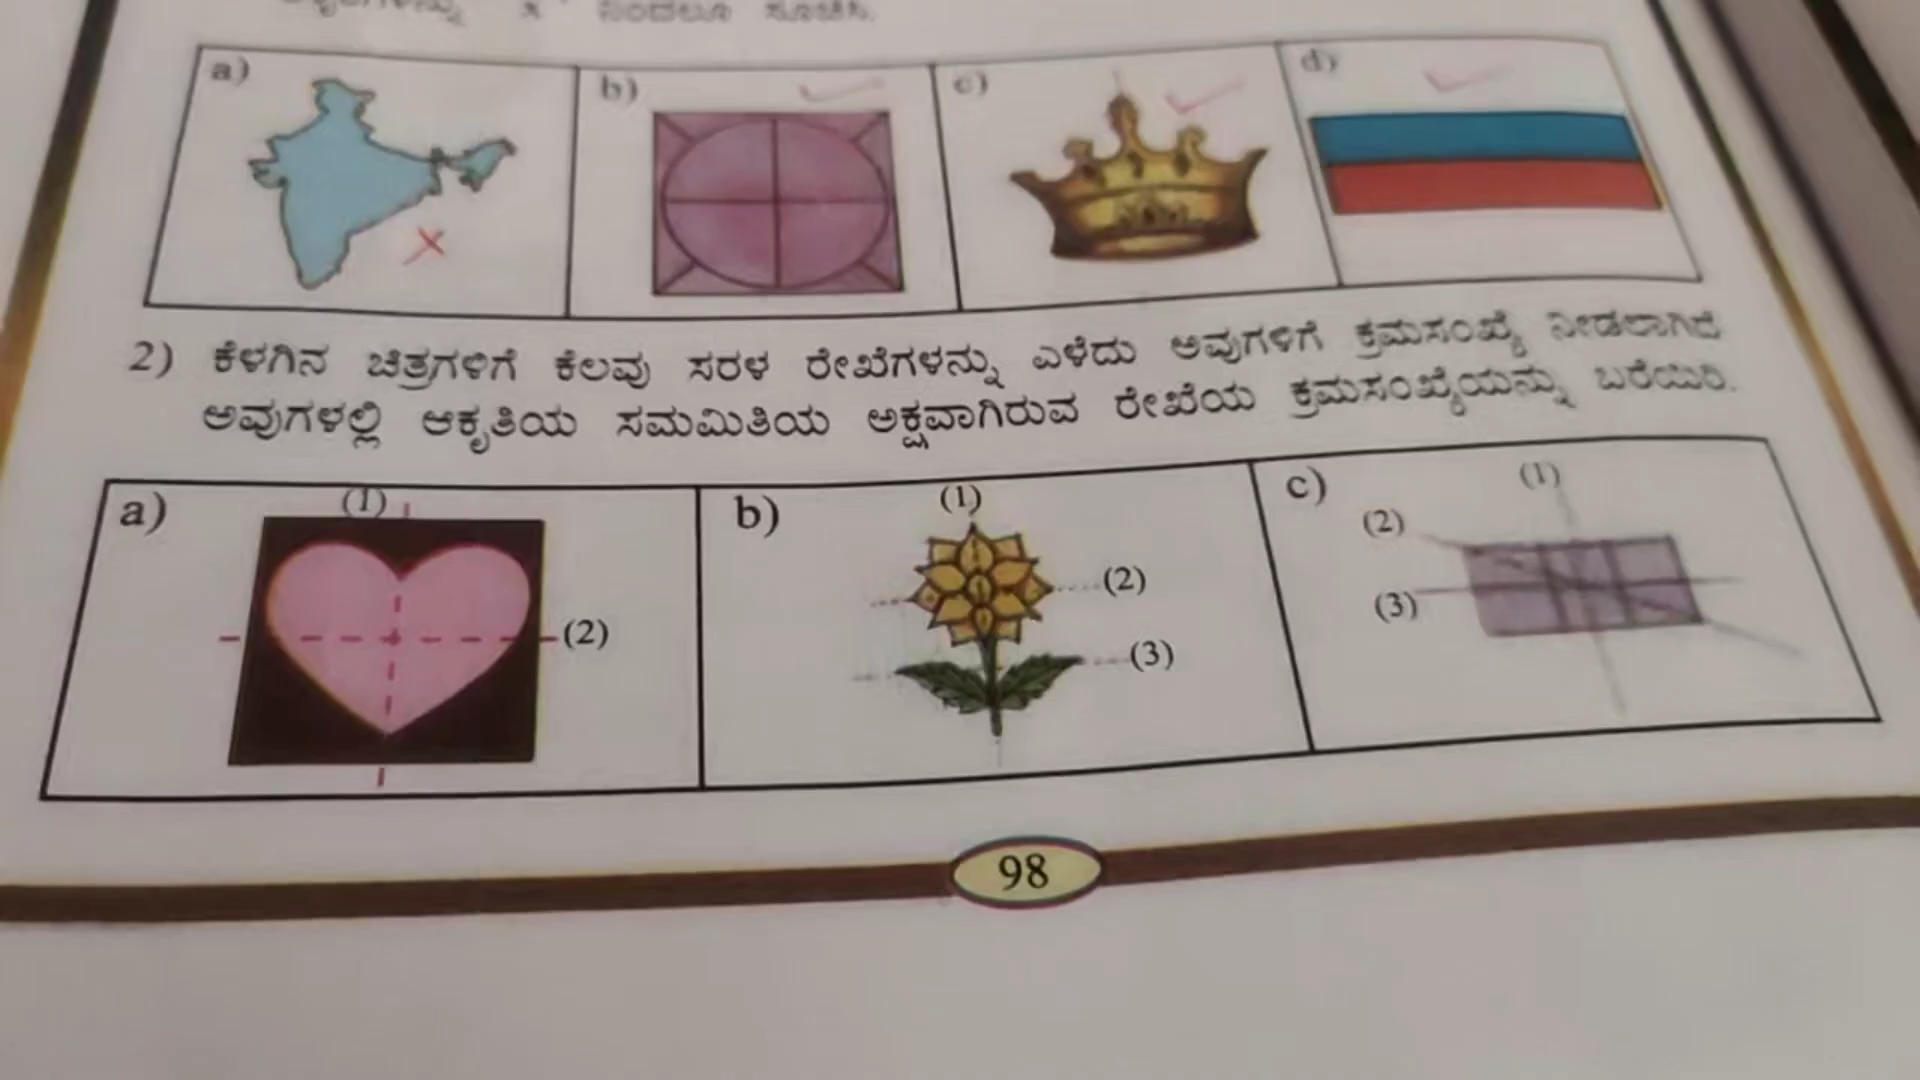 x ನಿಂದಲೂ ಸೂಚಿಸಿ.
a) b) c) d)
2) ಕೆಳಗಿನ ಚಿತ್ರಗಳಿಗೆ ಕೆಲವು ಸರಳ ರೇಖೆಗಳನ್ನು ಎಳೆದು ಅವುಗಳಿಗೆ ಕ್ರಮಸಂಖ್ಯೆ ನೀಡಲಾಗಿದೆ
ಅವುಗಳಲ್ಲಿ ಆಕೃತಿಯ ಸಮಮಿತಿಯ ಅಕ್ಷವಾಗಿರುವ ರೇಖೆಯ ಕ್ರಮಸಂಖ್ಯೆಯನ್ನು ಬರೆಯಿರಿ.
a) (1)
(2)
b) (1)
(2)
(3)
c) (1)
(2)
(3)
98